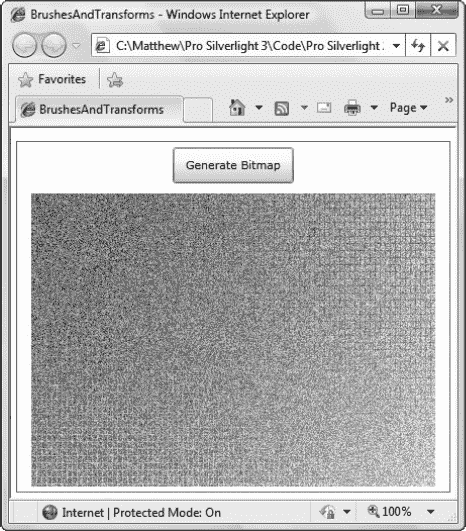 BrushesAndTransforms - Windows Internet Explorer
C:\Matthew\Pro Silverlight 3\Code\Pro Silverlight .
Favorites
BrushesAndTransforms
Page
»
Generate Bitmap
Internet | Protected Mode: On
100%